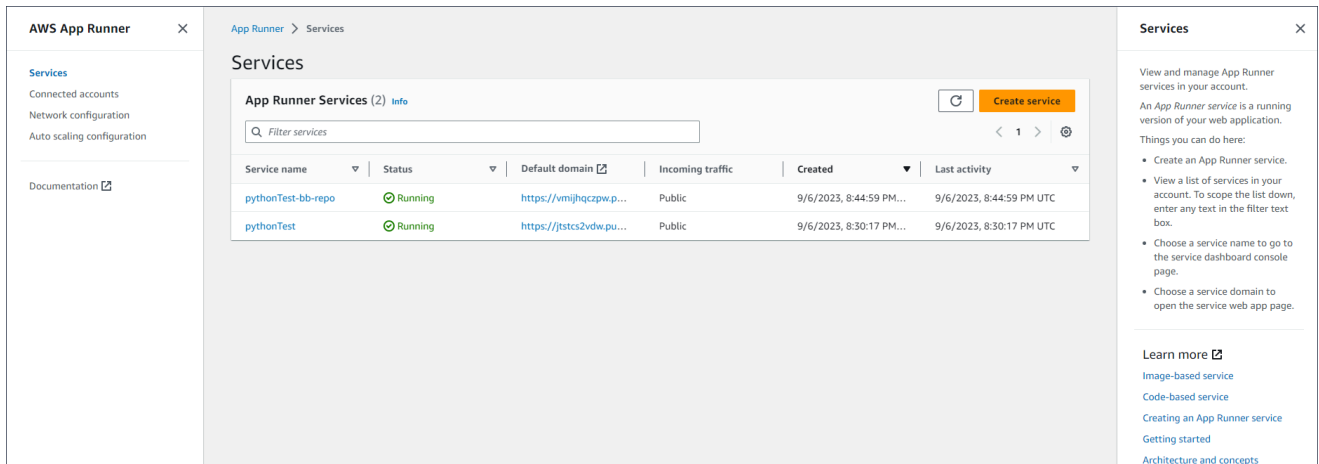 AWS App Runner
Services
Connected accounts
Network configuration
Auto scaling configuration
Documentation
App Runner > Services
Services
App Runner Services (2) Info
Create service
Filter services
1
Service name Status Default domain Incoming traffic Created Last activity
pythonTest-bb-repo Running https://vmijhqczpw.p... Public 9/6/2023, 8:44:59 PM... 9/6/2023, 8:44:59 PM UTC
pythonTest Running https://jtstcs2vdw.pu... Public 9/6/2023, 8:30:17 PM... 9/6/2023, 8:30:17 PM UTC
Services
View and manage App Runner
services in your account.
An App Runner service is a running
version of your web application.
Things you can do here:
• Create an App Runner service.
• View a list of services in your
account. To scope the list down,
enter any text in the filter text
box.
• Choose a service name to go to
the service dashboard console
page.
• Choose a service domain to
open the service web app page.
Learn more
Image-based service
Code-based service
Creating an App Runner service
Getting started
Architecture and concepts